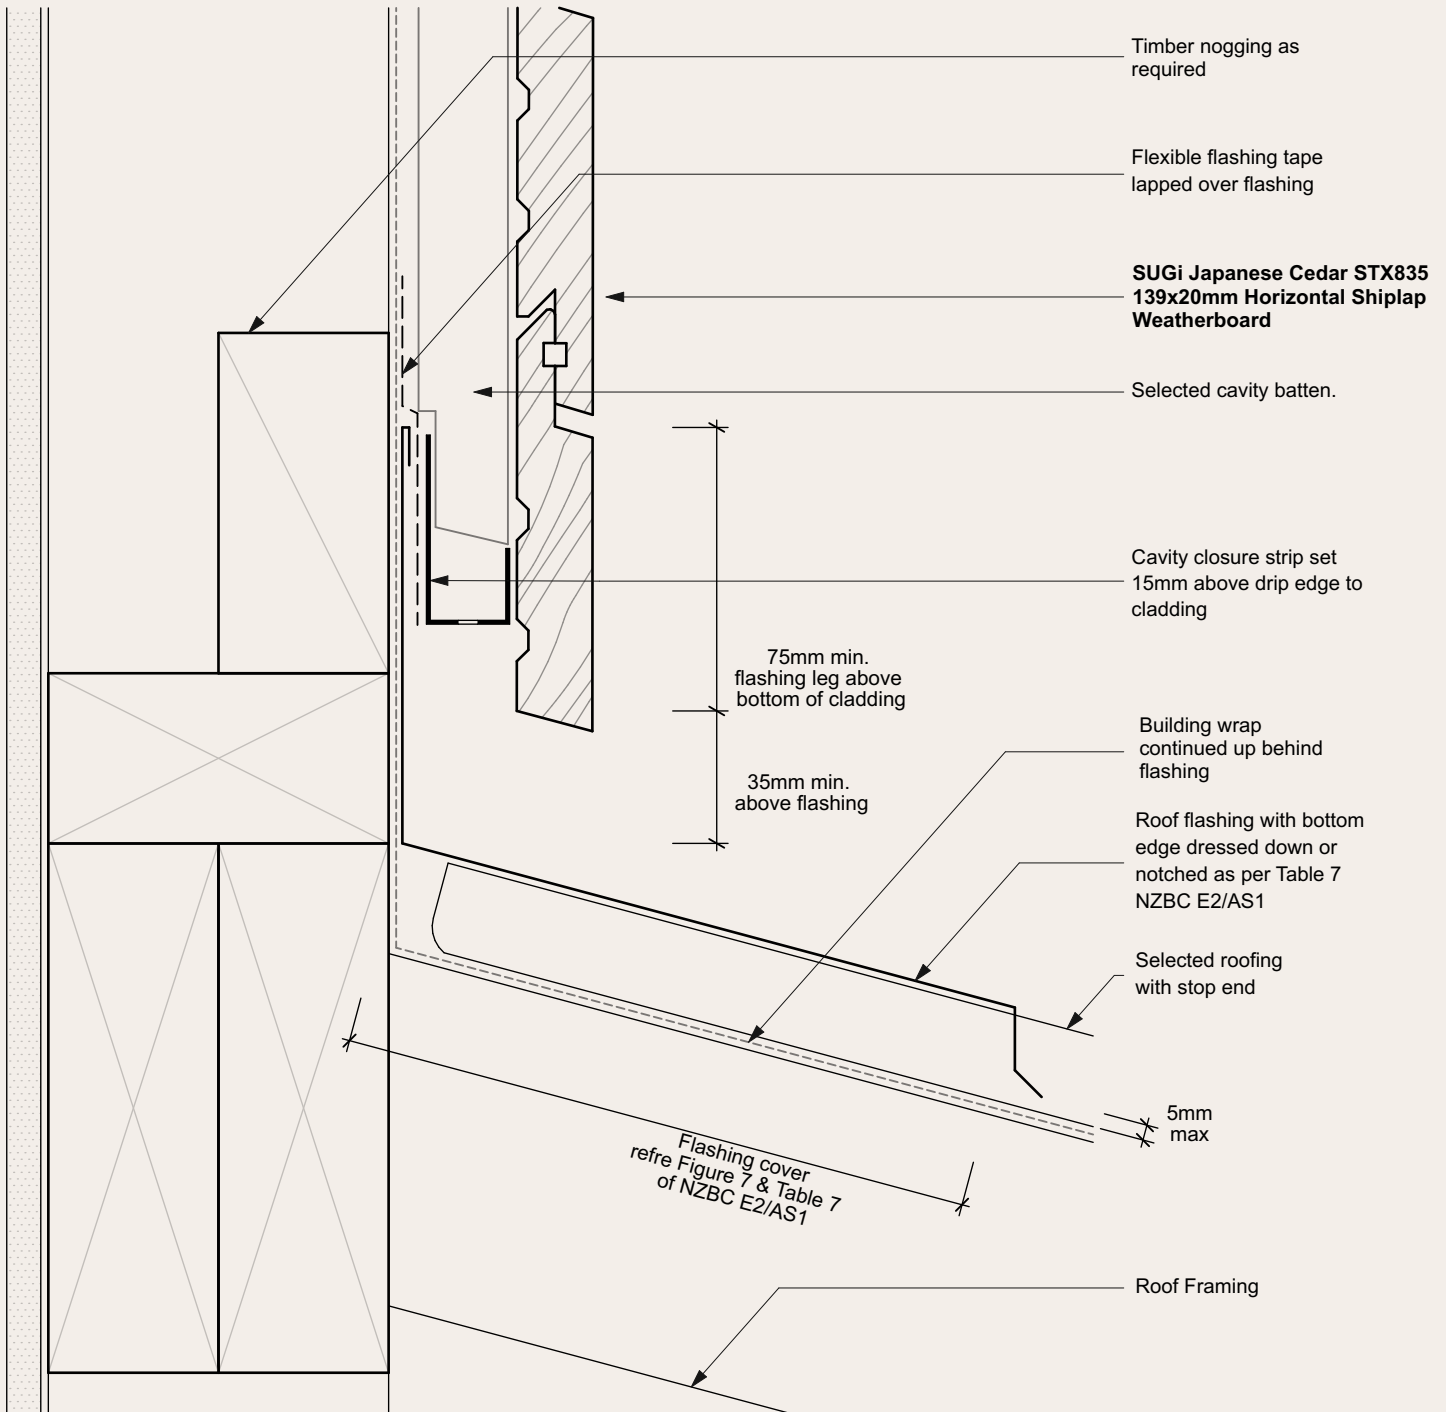 Timber nogging as
required
Flexible flashing tape
lapped over flashing
SUGi Japanese Cedar STX835
139x20mm Horizontal Shiplap
Weatherboard
Selected cavity batten.
Cavity closure strip set
15mm above drip edge to
cladding
75mm min.
flashing leg above
bottom of cladding
Building wrap
continued up behind
flashing
35mm min.
above flashing
Roof flashing with bottom
edge dressed down or
notched as per Table 7
NZBC E2/AS1
Selected roofing
with stop end
5mm
max
Flashing cover
refre Figure 7 & Table 7
of NZBC E2/AS1
Roof Framing